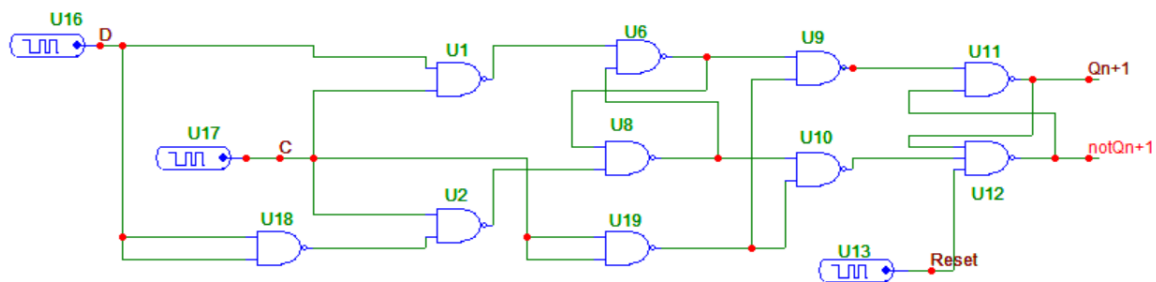 U16
D
U1
U6
U9
U11
Qn+1
U17
C
U8
U10
notQn+1
U18
U2
U19
U12
U13
Reset